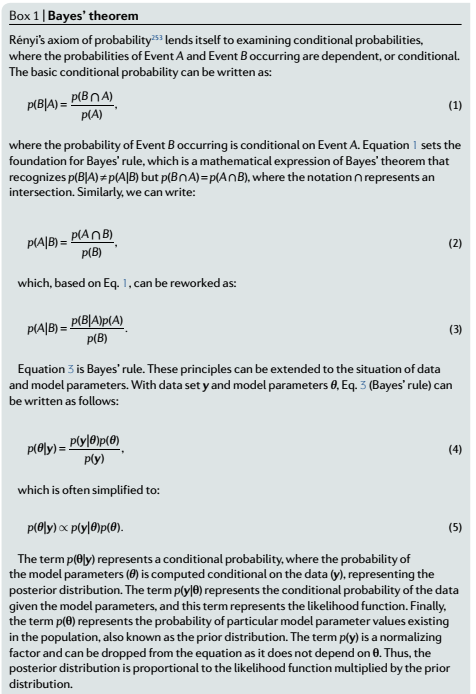 Box 1 | Bayes' theorem
Rényi's axiom of probability²⁵³ lends itself to examining conditional probabilities,
where the probabilities of Event A and Event B occurring are dependent, or conditional.
The basic conditional probability can be written as:
p(B|A) = p(B∩A) / p(A), (1)
where the probability of Event B occurring is conditional on Event A. Equation 1 sets the
foundation for Bayes' rule, which is a mathematical expression of Bayes' theorem that
recognizes p(B|A) ≠ p(A|B) but p(B∩A) = p(A∩B), where the notation ∩ represents an
intersection. Similarly, we can write:
p(A|B) = p(A∩B) / p(B), (2)
which, based on Eq. 1, can be reworked as:
p(A|B) = p(B|A)p(A) / p(B). (3)
Equation 3 is Bayes' rule. These principles can be extended to the situation of data
and model parameters. With data set y and model parameters θ, Eq. 3 (Bayes' rule) can
be written as follows:
p(θ|y) = p(y|θ)p(θ) / p(y), (4)
which is often simplified to:
p(θ|y) ∝ p(y|θ)p(θ). (5)
The term p(θ|y) represents a conditional probability, where the probability of
the model parameters (θ) is computed conditional on the data (y), representing the
posterior distribution. The term p(y|θ) represents the conditional probability of the data
given the model parameters, and this term represents the likelihood function. Finally,
the term p(θ) represents the probability of particular model parameter values existing
in the population, also known as the prior distribution. The term p(y) is a normalizing
factor and can be dropped from the equation as it does not depend on θ. Thus, the
posterior distribution is proportional to the likelihood function multiplied by the prior
distribution.